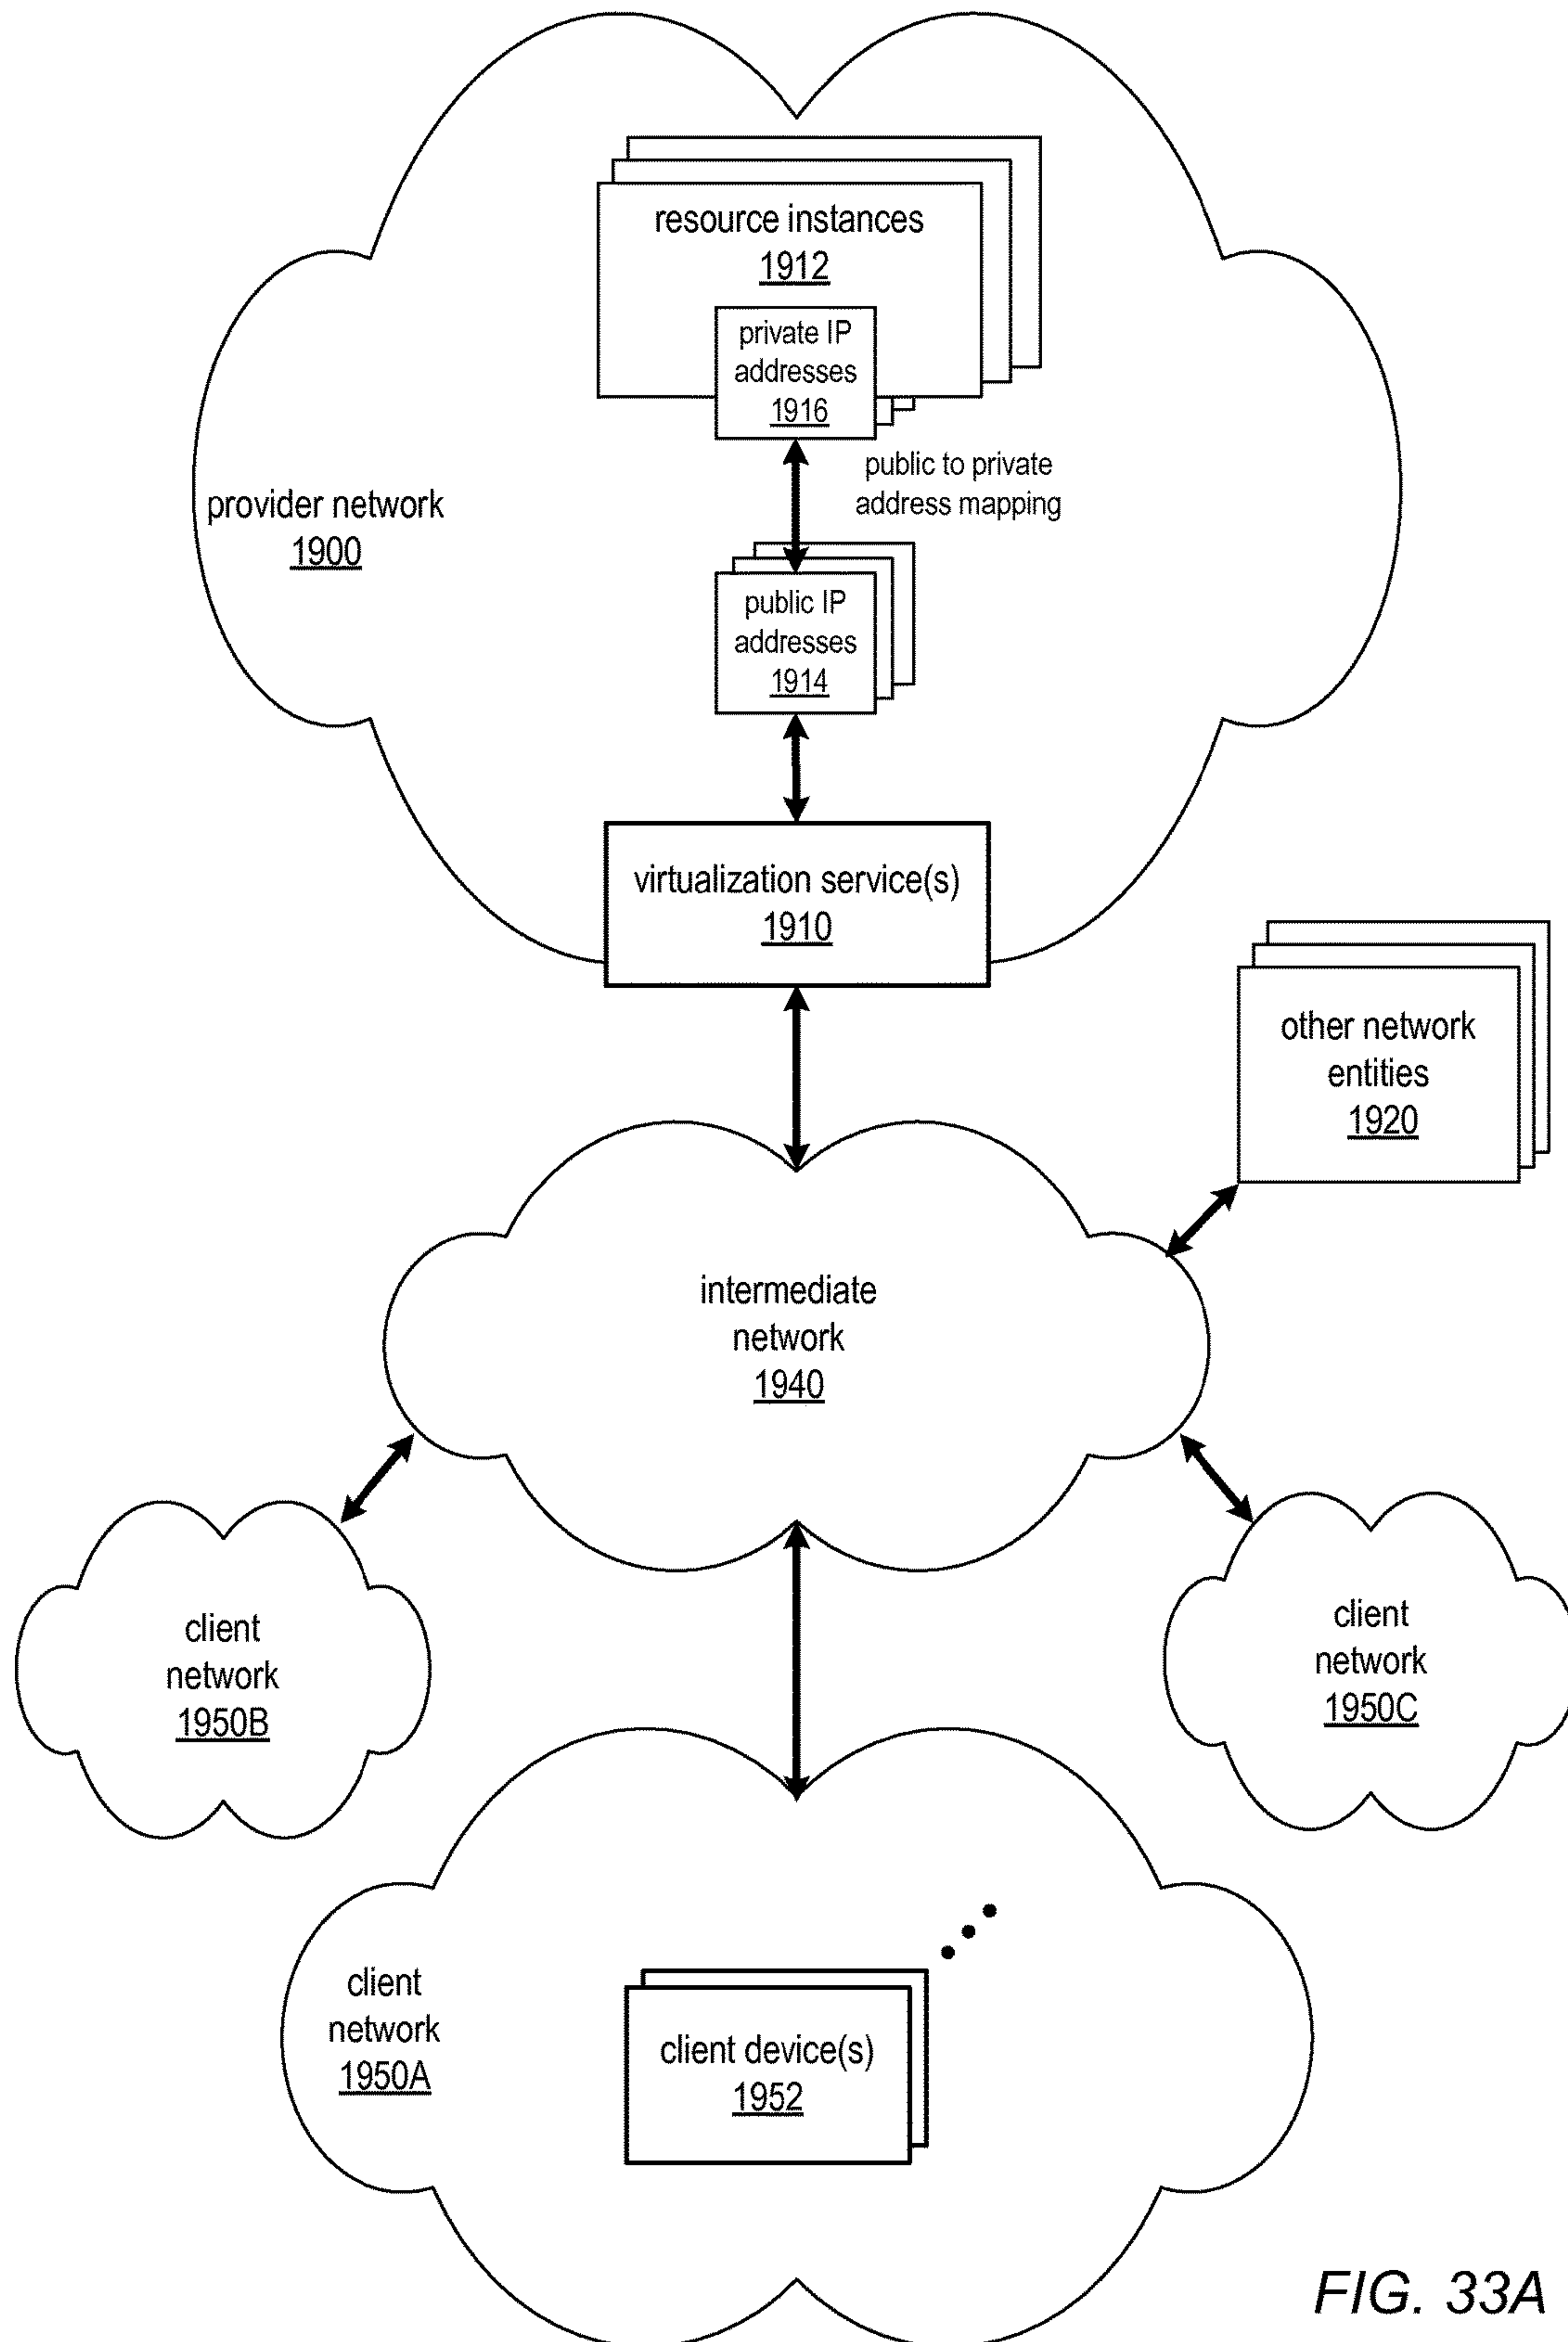 resource instances
1912
private IP
addresses
1916
public to private
address mapping
provider network
1900
public IP
addresses
1914
virtualization service(s)
1910
other network
entities
1920
intermediate
network
1940
client
network
1950B
client
network
1950C
client
network
1950A
client device(s)
1952
FIG. 33A